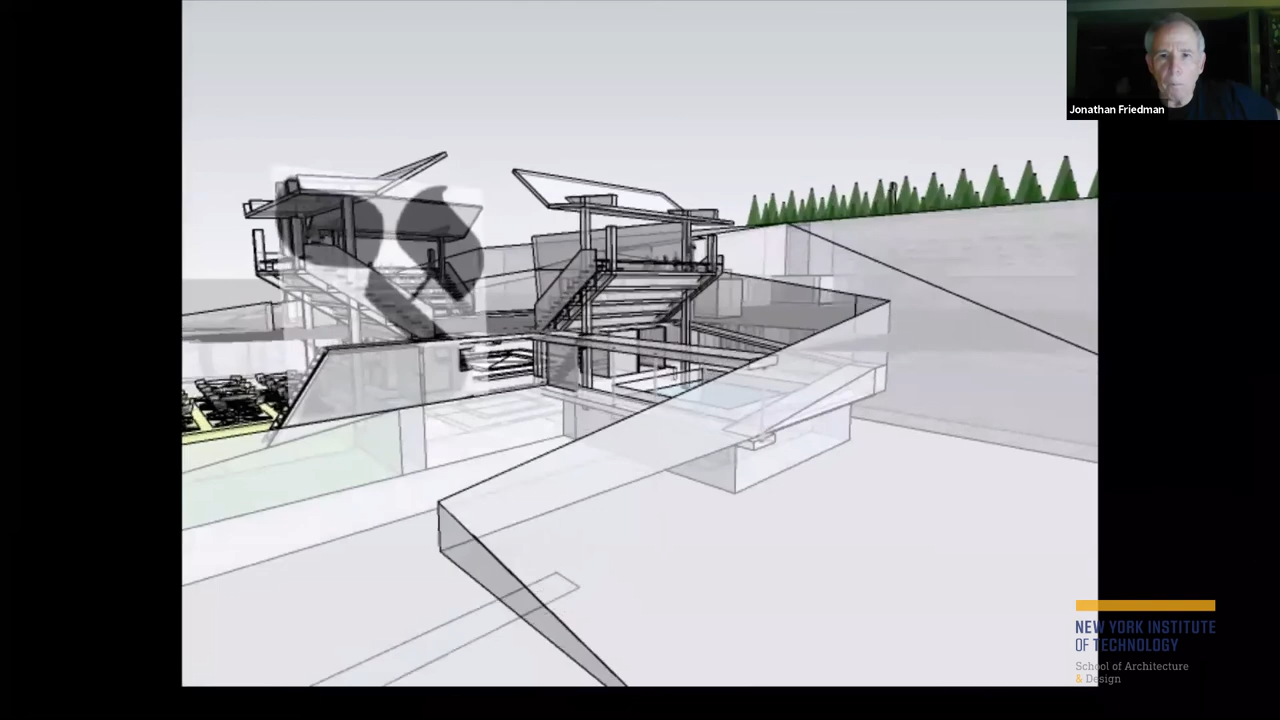 Jonathan Friedman
NEW YORK INSTITUTE
OF TECHNOLOGY
School of Architecture
& Design